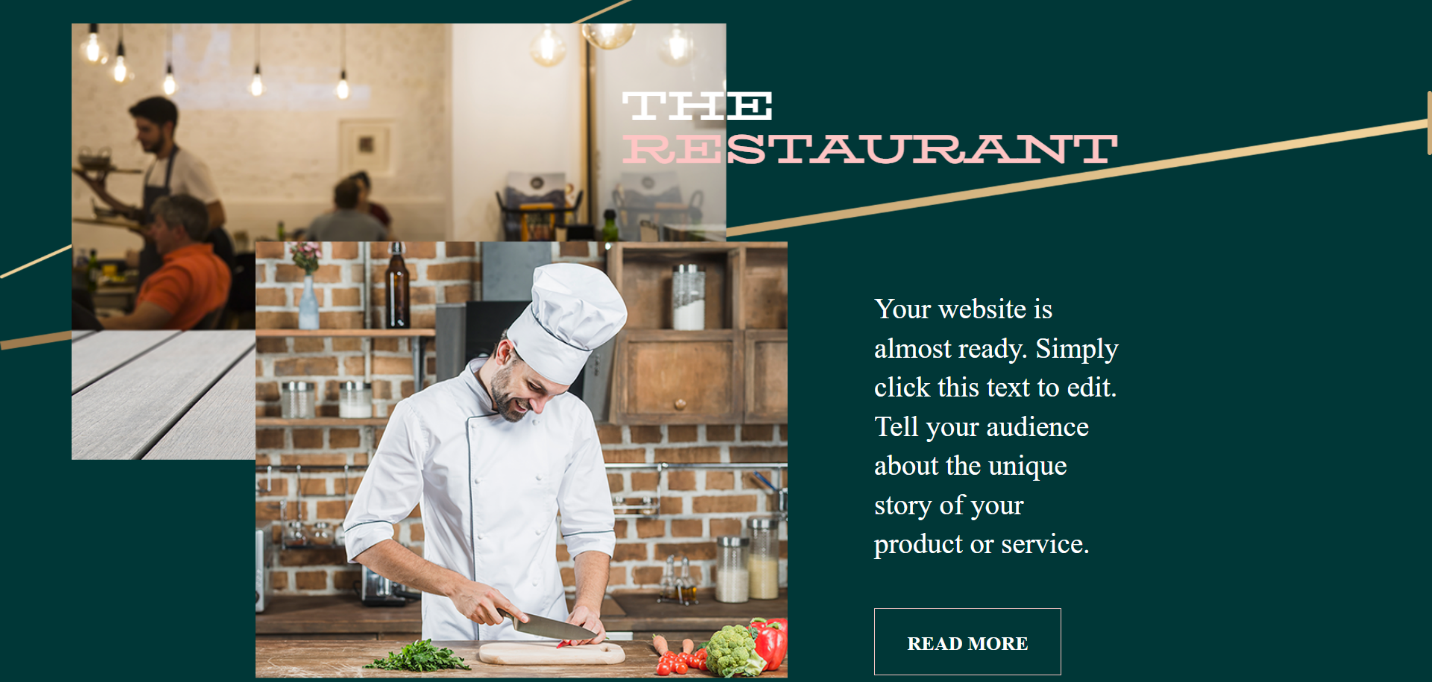 THE
RESTAURANT
Your website is
almost ready. Simply
click this text to edit.
Tell your audience
about the unique
story of your
product or service.
READ MORE